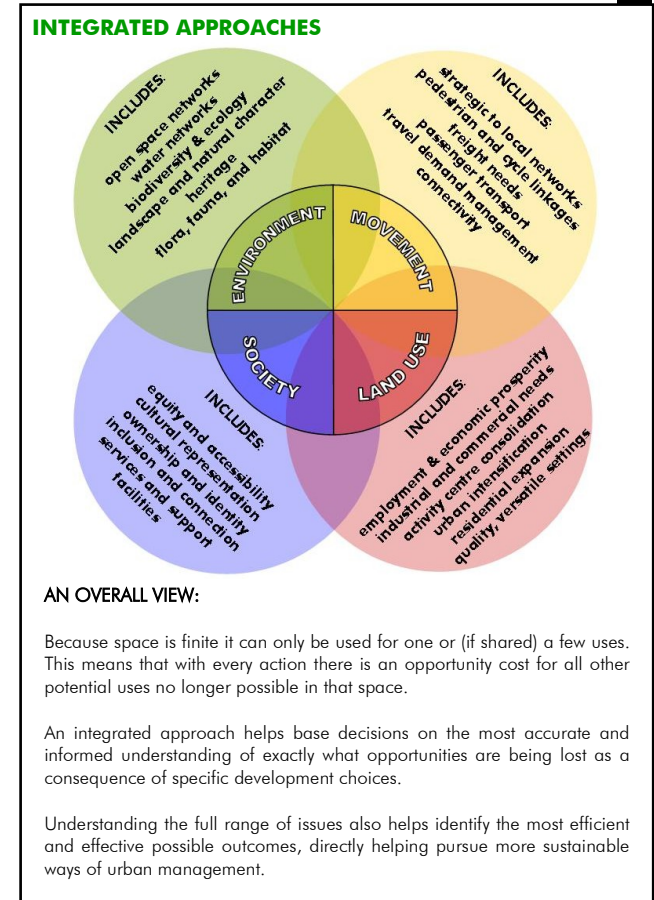 INTEGRATED APPROACHES
INCLUDES:
open space networks
water networks
biodiversity & ecology
landscape and natural character
heritage
flora, fauna, and habitat
INCLUDES:
strategic to local networks
pedestrian and cycle linkages
freight needs
passenger transport
travel demand management
connectivity
ENVIRONMENT
MOVEMENT
SOCIETY
LAND USE
INCLUDES:
equity and accessibility
cultural representation
ownership and identity
inclusion and connection
services and support
facilities
INCLUDES:
employment & economic prosperity
industrial and commercial needs
activity centre consolidation
urban intensification
residential expansion
quality, versatile settings
AN OVERALL VIEW:
Because space is finite it can only be used for one or (if shared) a few uses.
This means that with every action there is an opportunity cost for all other
potential uses no longer possible in that space.
An integrated approach helps base decisions on the most accurate and
informed understanding of exactly what opportunities are being lost as a
consequence of specific development choices.
Understanding the full range of issues also helps identify the most efficient
and effective possible outcomes, directly helping pursue more sustainable
ways of urban management.